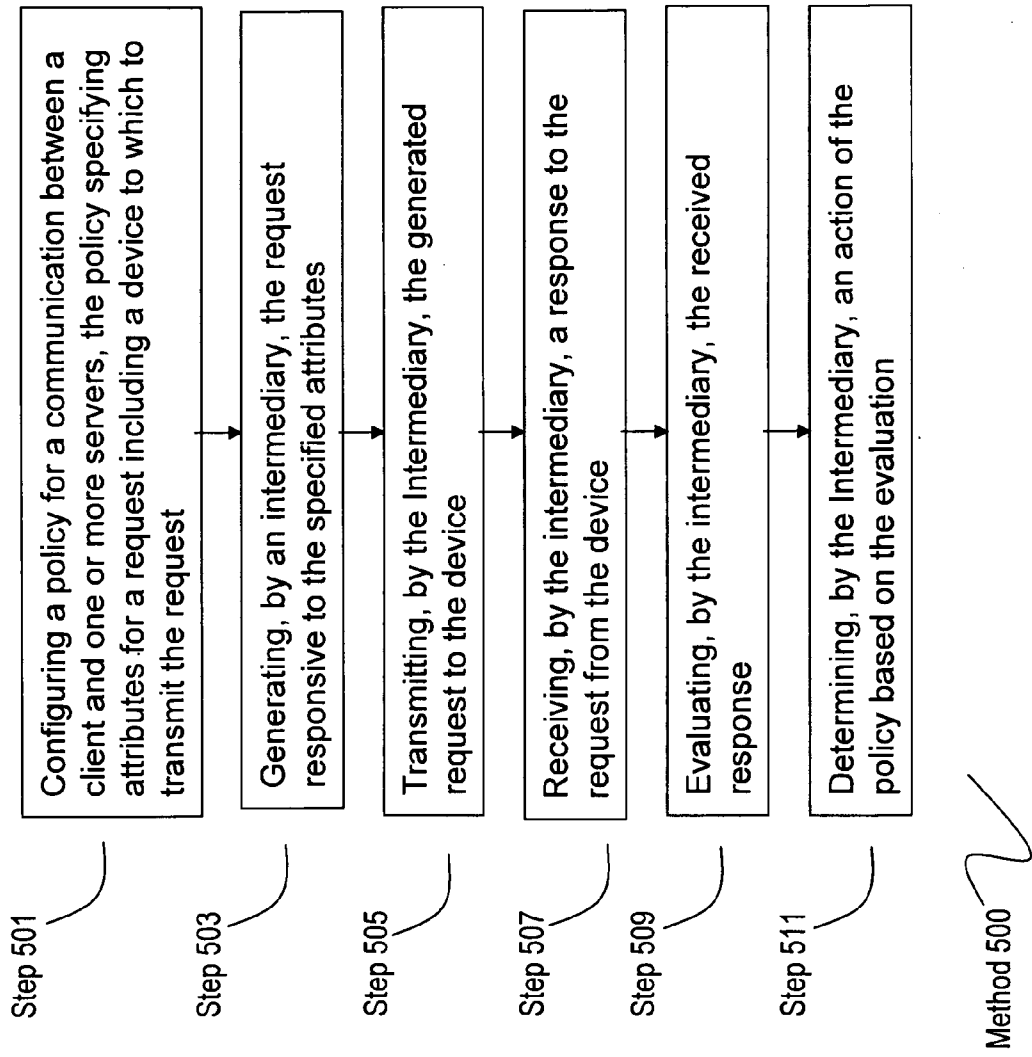 Step 501
Configuring a policy for a communication between a
client and one or more servers, the policy specifying
attributes for a request including a device to which to
transmit the request
Step 503
Generating, by an intermediary, the request
responsive to the specified attributes
Step 505
Transmitting, by the Intermediary, the generated
request to the device
Step 507
Receiving, by the intermediary, a response to the
request from the device
Step 509
Evaluating, by the intermediary, the received
response
Step 511
Determining, by the Intermediary, an action of the
policy based on the evaluation
Method 500